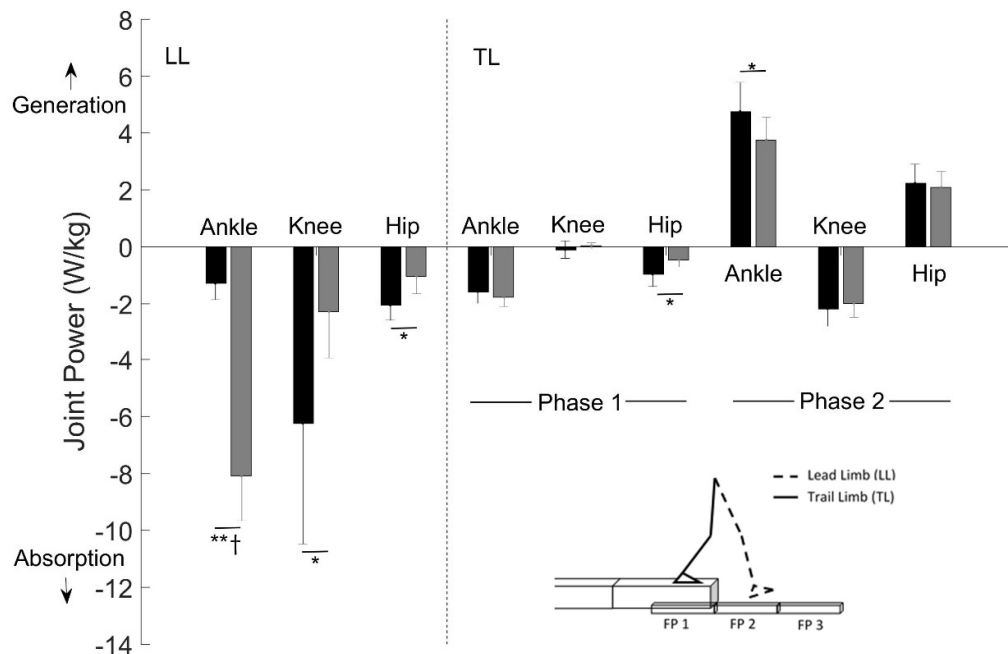 8
6
4
2
0
-2
-4
-6
-8
-10
-12
-14
Joint Power (W/kg)
Generation
Absorption
LL
TL
Ankle
Knee
Hip
*
**†
*
Ankle
Knee
Hip
*
*
Ankle
Knee
Hip
Phase 1
Phase 2
Lead Limb (LL)
Trail Limb (TL)
FP 1
FP 2
FP 3